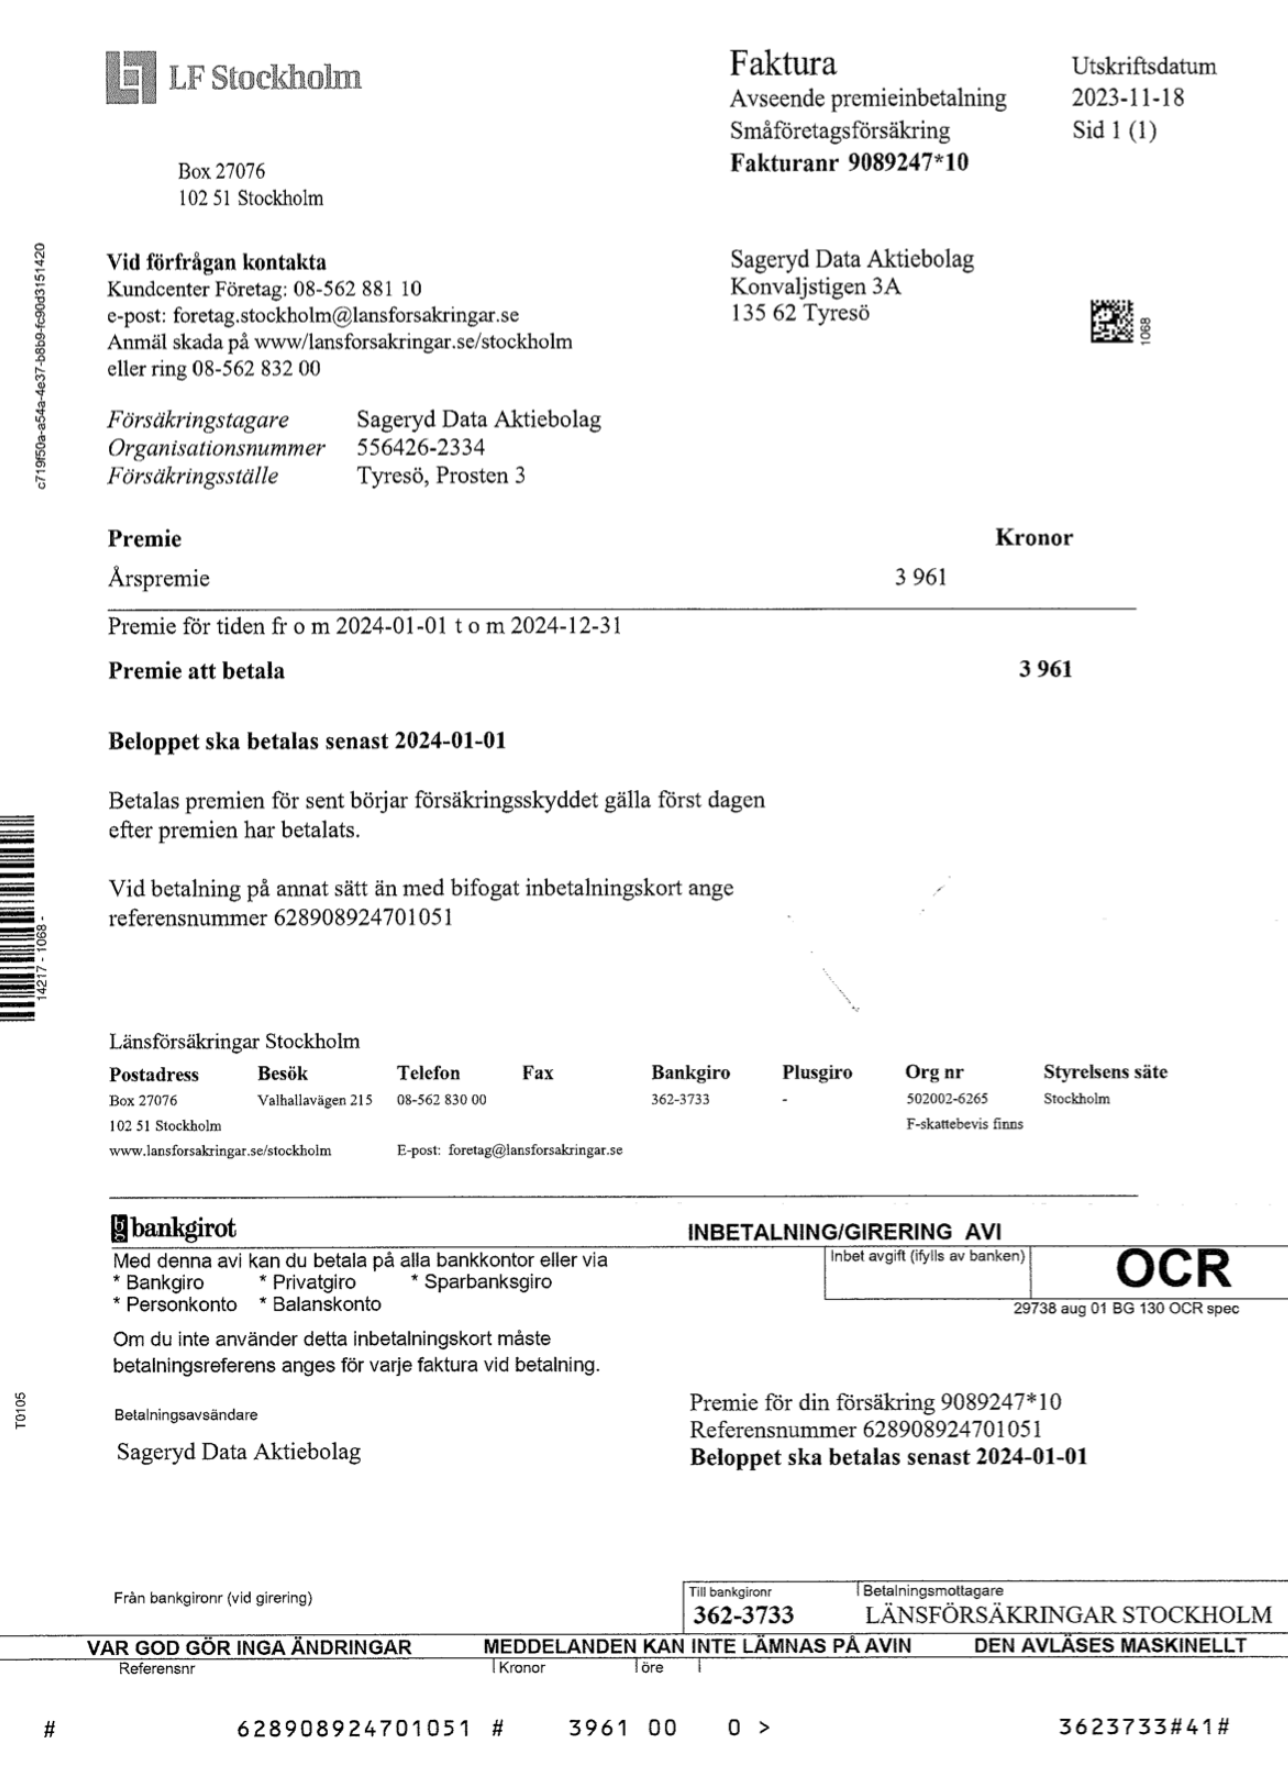 LF Stockholm
Faktura
Utskriftsdatum
Avseende premieinbetalning
2023-11-18
Småföretagsförsäkring
Sid 1 (1)
Fakturanr 9089247*10
Box 27076
102 51 Stockholm
Vid förfrågan kontakta
Kundcenter Företag: 08-562 881 10
e-post: foretag.stockholm@lansforsakringar.se
Anmäl skada på www/lansforsakringar.se/stockholm
eller ring 08-562 832 00
Sageryd Data Aktiebolag
Konvaljstigen 3A
135 62 Tyresö
1068
c719f50a-a54a-4e37-b8b9-fc90d3151420
Försäkringstagare Sageryd Data Aktiebolag
Organisationsnummer 556426-2334
Försäkringsställe Tyresö, Prosten 3
Premie Kronor
Årspremie 3 961
Premie för tiden fr o m 2024-01-01 t o m 2024-12-31
Premie att betala 3 961
Beloppet ska betalas senast 2024-01-01
Betalas premien för sent börjar försäkringsskyddet gälla först dagen
efter premien har betalats.
Vid betalning på annat sätt än med bifogat inbetalningskort ange
referensnummer 628908924701051
14217 - 1068 -
Länsförsäkringar Stockholm
Postadress Besök Telefon Fax Bankgiro Plusgiro Org nr Styrelsens säte
Box 27076 Valhallavägen 215 08-562 830 00 362-3733 - 502002-6265 Stockholm
102 51 Stockholm F-skattebevis finns
www.lansforsakringar.se/stockholm E-post: foretag@lansforsakringar.se
bankgirot
INBETALNING/GIRERING AVI
Med denna avi kan du betala på alla bankkontor eller via
* Bankgiro * Privatgiro * Sparbanksgiro
* Personkonto * Balanskonto
Inbet avgift (ifylls av banken)
OCR
29738 aug 01 BG 130 OCR spec
Om du inte använder detta inbetalningskort måste
betalningsreferens anges för varje faktura vid betalning.
T0105
Betalningsavsändare
Sageryd Data Aktiebolag
Premie för din försäkring 9089247*10
Referensnummer 628908924701051
Beloppet ska betalas senast 2024-01-01
Från bankgironr (vid girering)
Till bankgironr Betalningsmottagare
362-3733 LÄNSFÖRSÄKRINGAR STOCKHOLM
VAR GOD GÖR INGA ÄNDRINGAR MEDDELANDEN KAN INTE LÄMNAS PÅ AVIN DEN AVLÄSES MASKINELLT
Referensnr Kronor öre
# 628908924701051 # 3961 00 0 > 3623733#41#